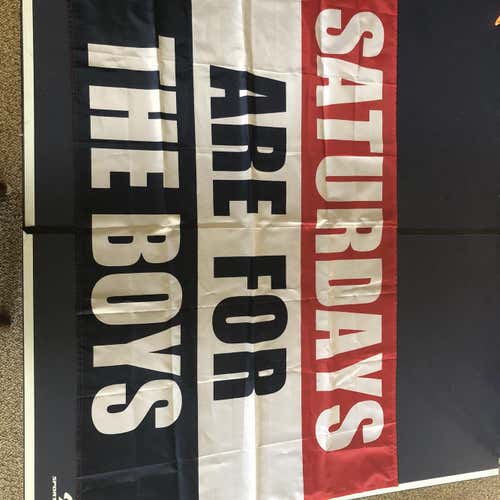 SATURDAYS
ARE FOR
THE BOYS